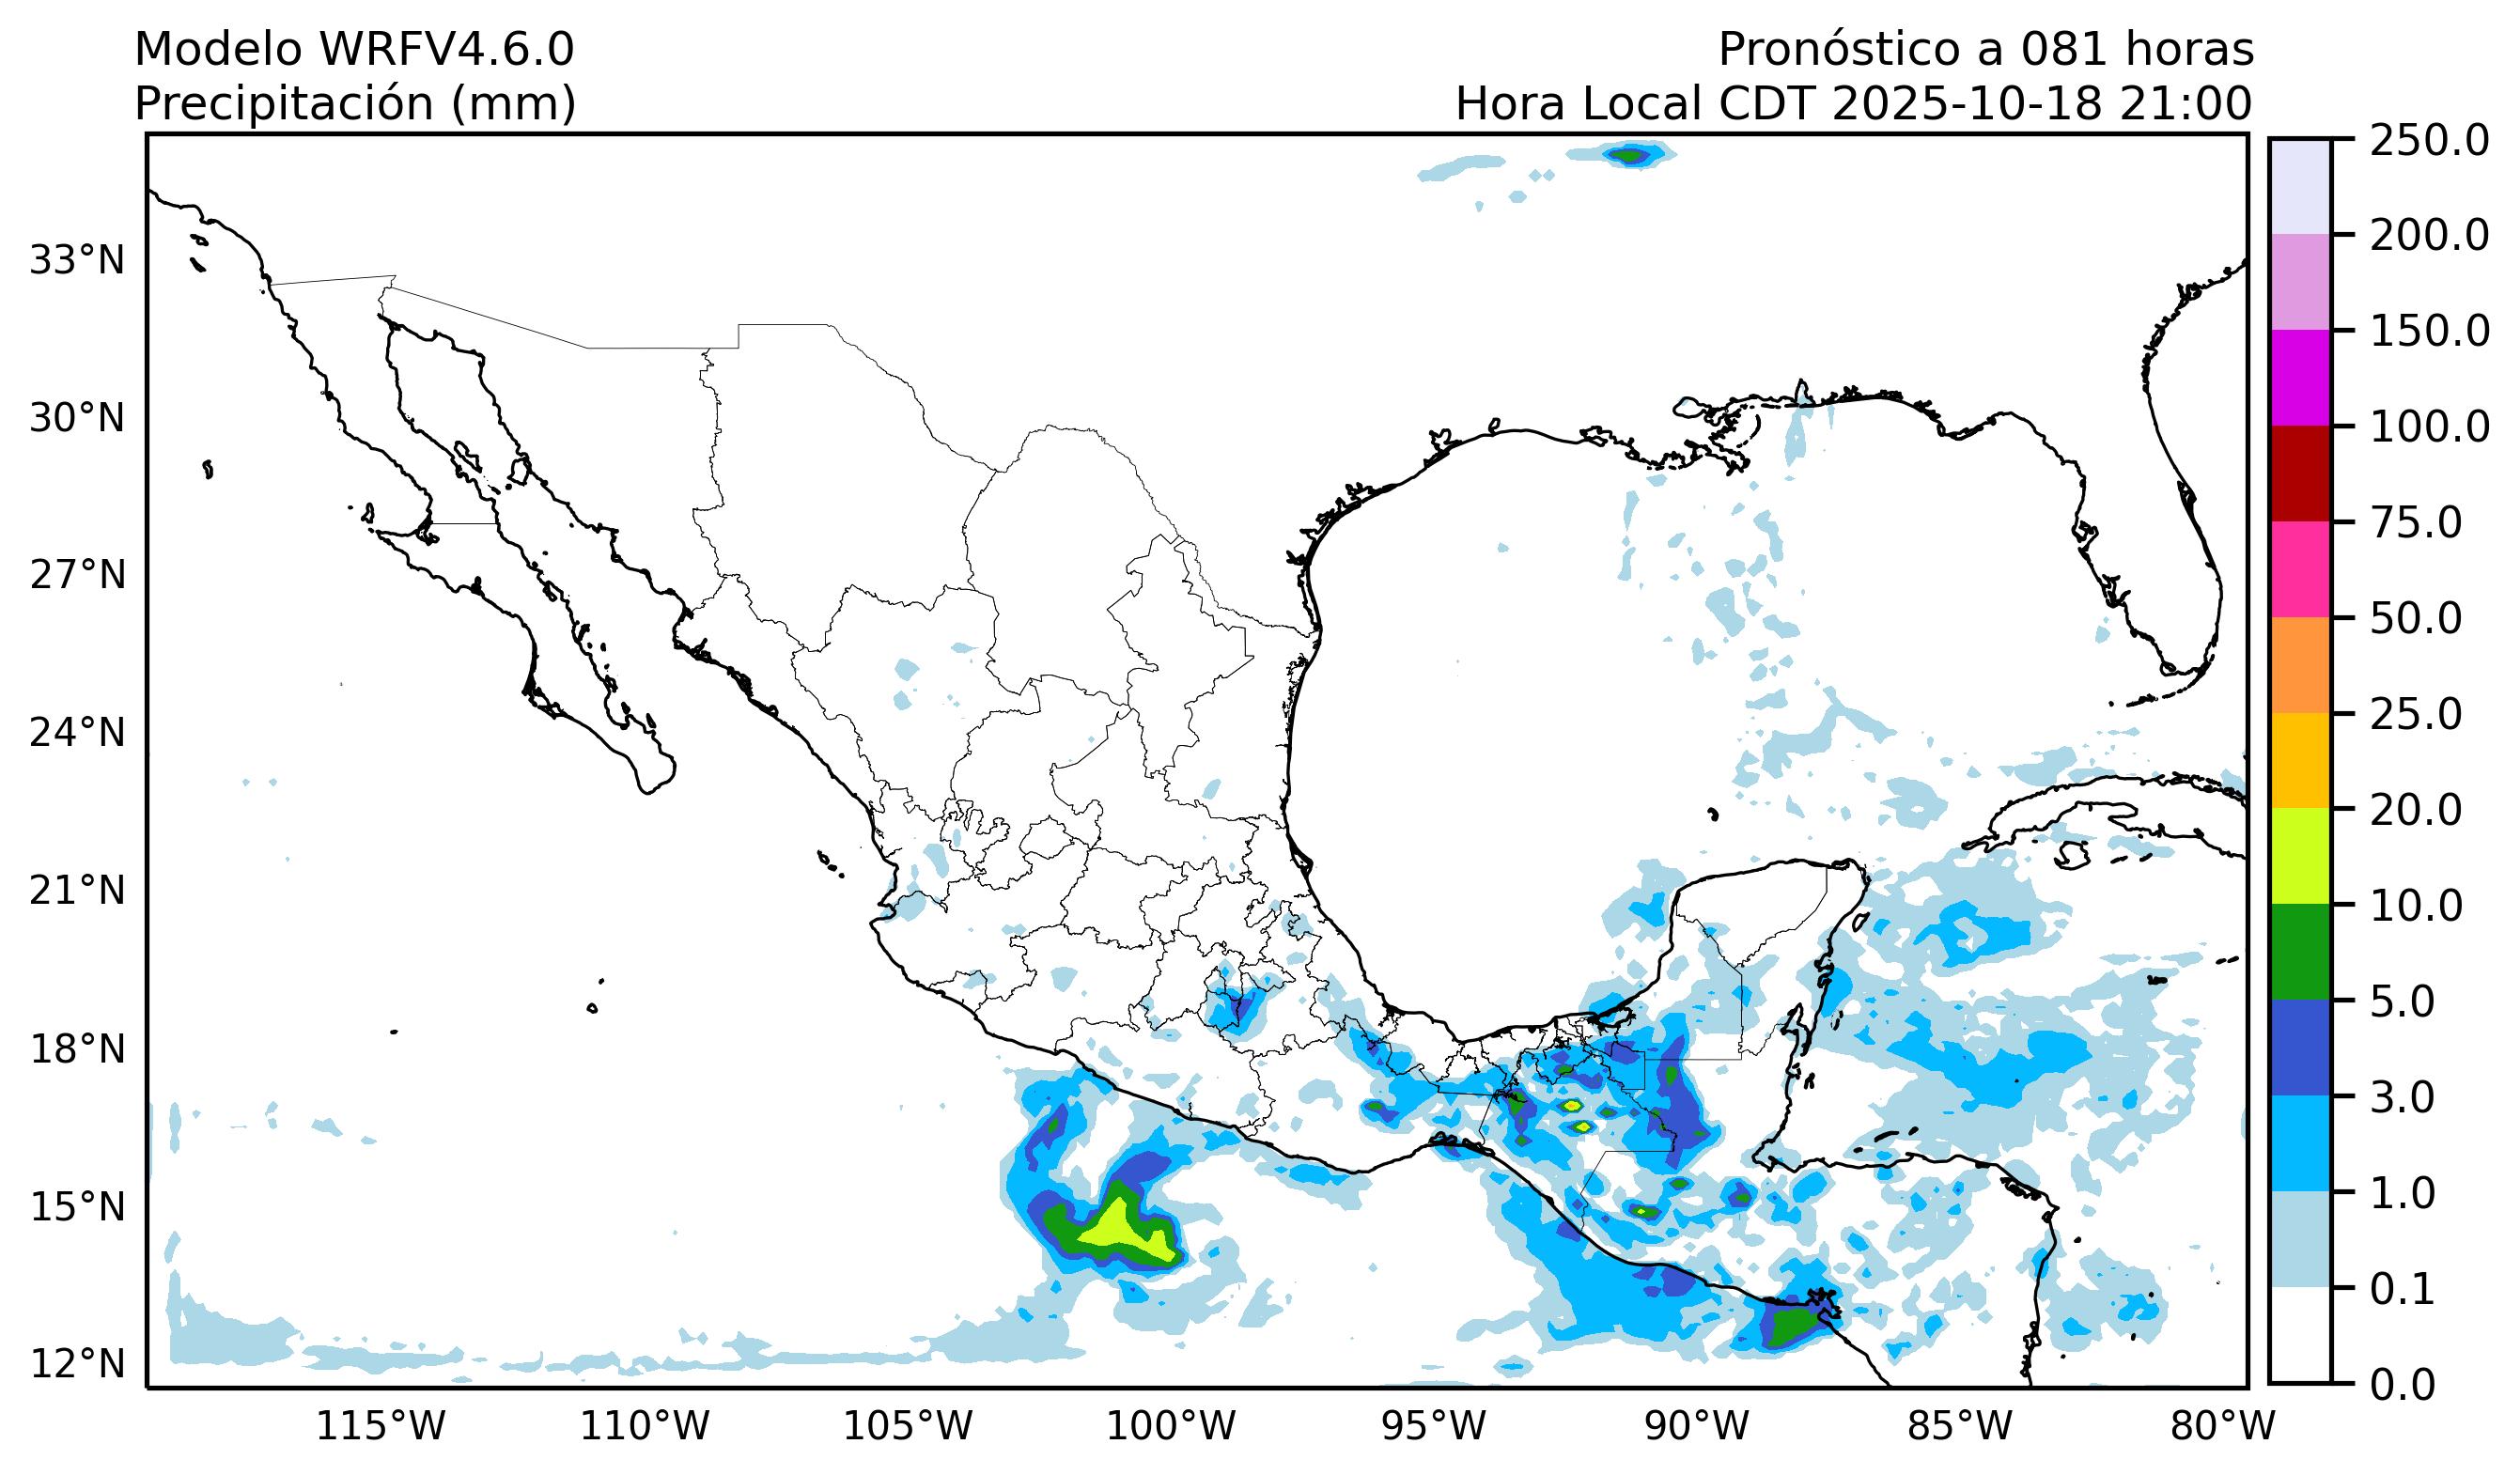 Modelo WRFV4.6.0
Precipitación (mm)
Pronóstico a 081 horas
Hora Local CDT 2025-10-18 21:00
33°N
30°N
27°N
24°N
21°N
18°N
15°N
12°N
115°W
110°W
105°W
100°W
95°W
90°W
85°W
80°W
250.0
200.0
150.0
100.0
75.0
50.0
25.0
20.0
10.0
5.0
3.0
1.0
0.1
0.0